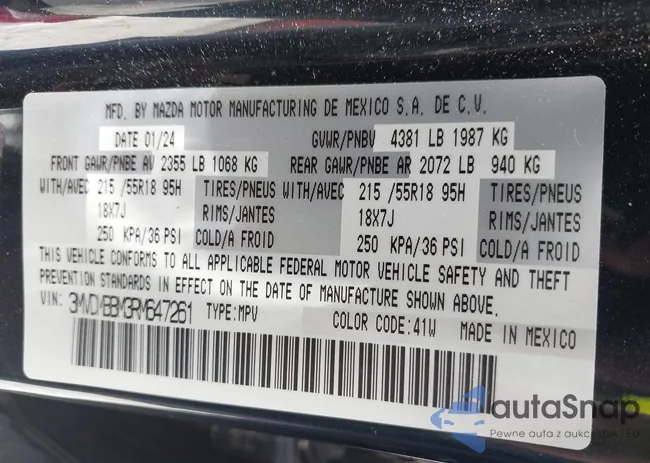 MFD. BY MAZDA MOTOR MANUFACTURING DE MEXICO S.A. DE C.V.
DATE 01/24 GVWR/PNBV 4381 LB 1987 KG
FRONT GAWR/PNBE AV 2355 LB 1068 KG REAR GAWR/PNBE AR 2072 LB 940 KG
WITH/AVEC 215 /55R18 95H TIRES/PNEUS WITH/AVEC 215 /55R18 95H TIRES/PNEUS
18X7J RIMS/JANTES 18X7J RIMS/JANTES
250 KPA/36 PSI COLD/A FROID 250 KPA/36 PSI COLD/A FROID
THIS VEHICLE CONFORMS TO ALL APPLICABLE FEDERAL MOTOR VEHICLE SAFETY AND THEFT
PREVENTION STANDARDS IN EFFECT ON THE DATE OF MANUFACTURE SHOWN ABOVE.
VIN: 3MVDMBBM3RM647261 TYPE:MPV COLOR CODE:41W MADE IN MEXICO
autaSnap
Pewne auta z aukcji USA i EU